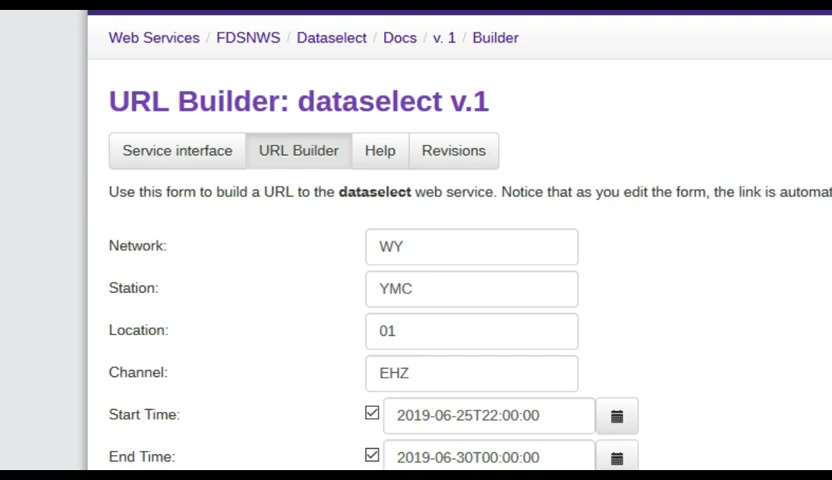 Web Services / FDSNWS / Dataselect / Docs / v. 1 / Builder
URL Builder: dataselect v.1
Service interface URL Builder Help Revisions
Use this form to build a URL to the dataselect web service. Notice that as you edit the form, the link is automat
Network: WY
Station: YMC
Location: 01
Channel: EHZ
Start Time: 2019-06-25T22:00:00
End Time: 2019-06-30T00:00:00